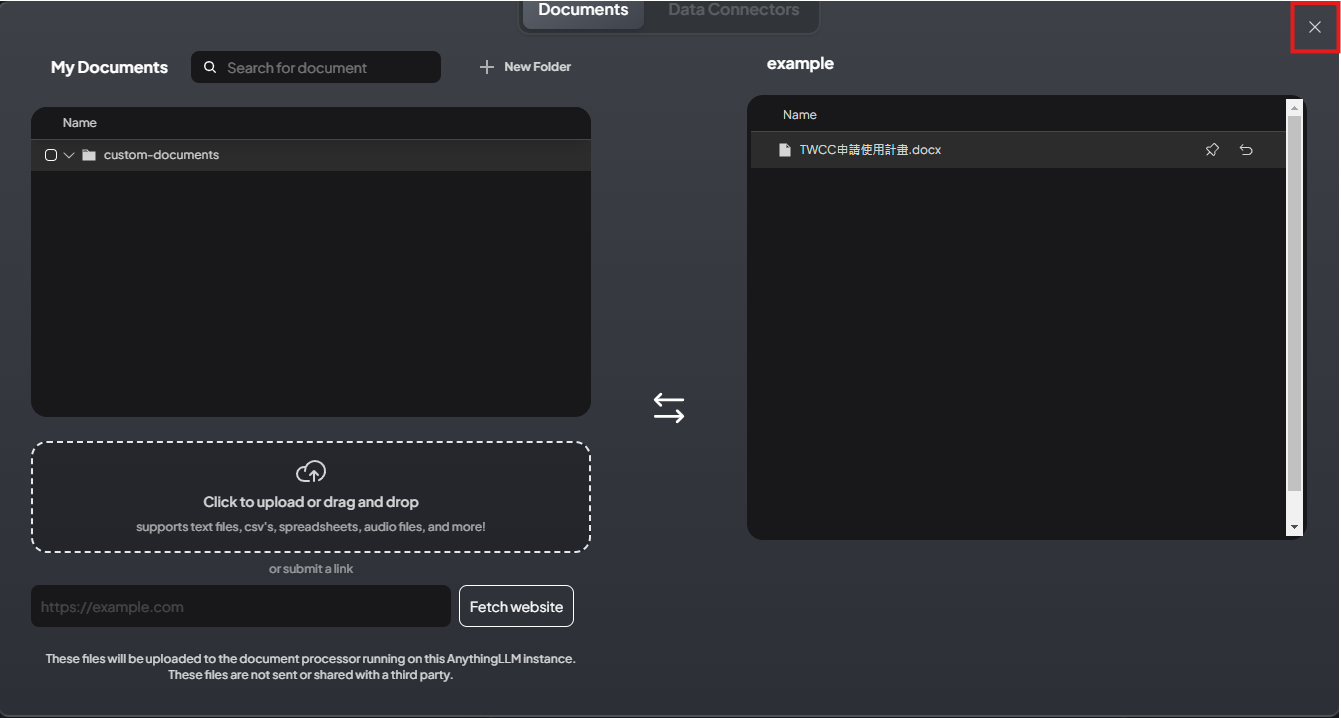 Documents
Data Connectors
My Documents
Search for document
New Folder
Name
custom-documents
Click to upload or drag and drop
supports text files, csv's, spreadsheets, audio files, and more!
or submit a link
https://example.com
Fetch website
These files will be uploaded to the document processor running on this AnythingLLM instance.
These files are not sent or shared with a third party.
example
Name
TWCC申請使用計畫.docx